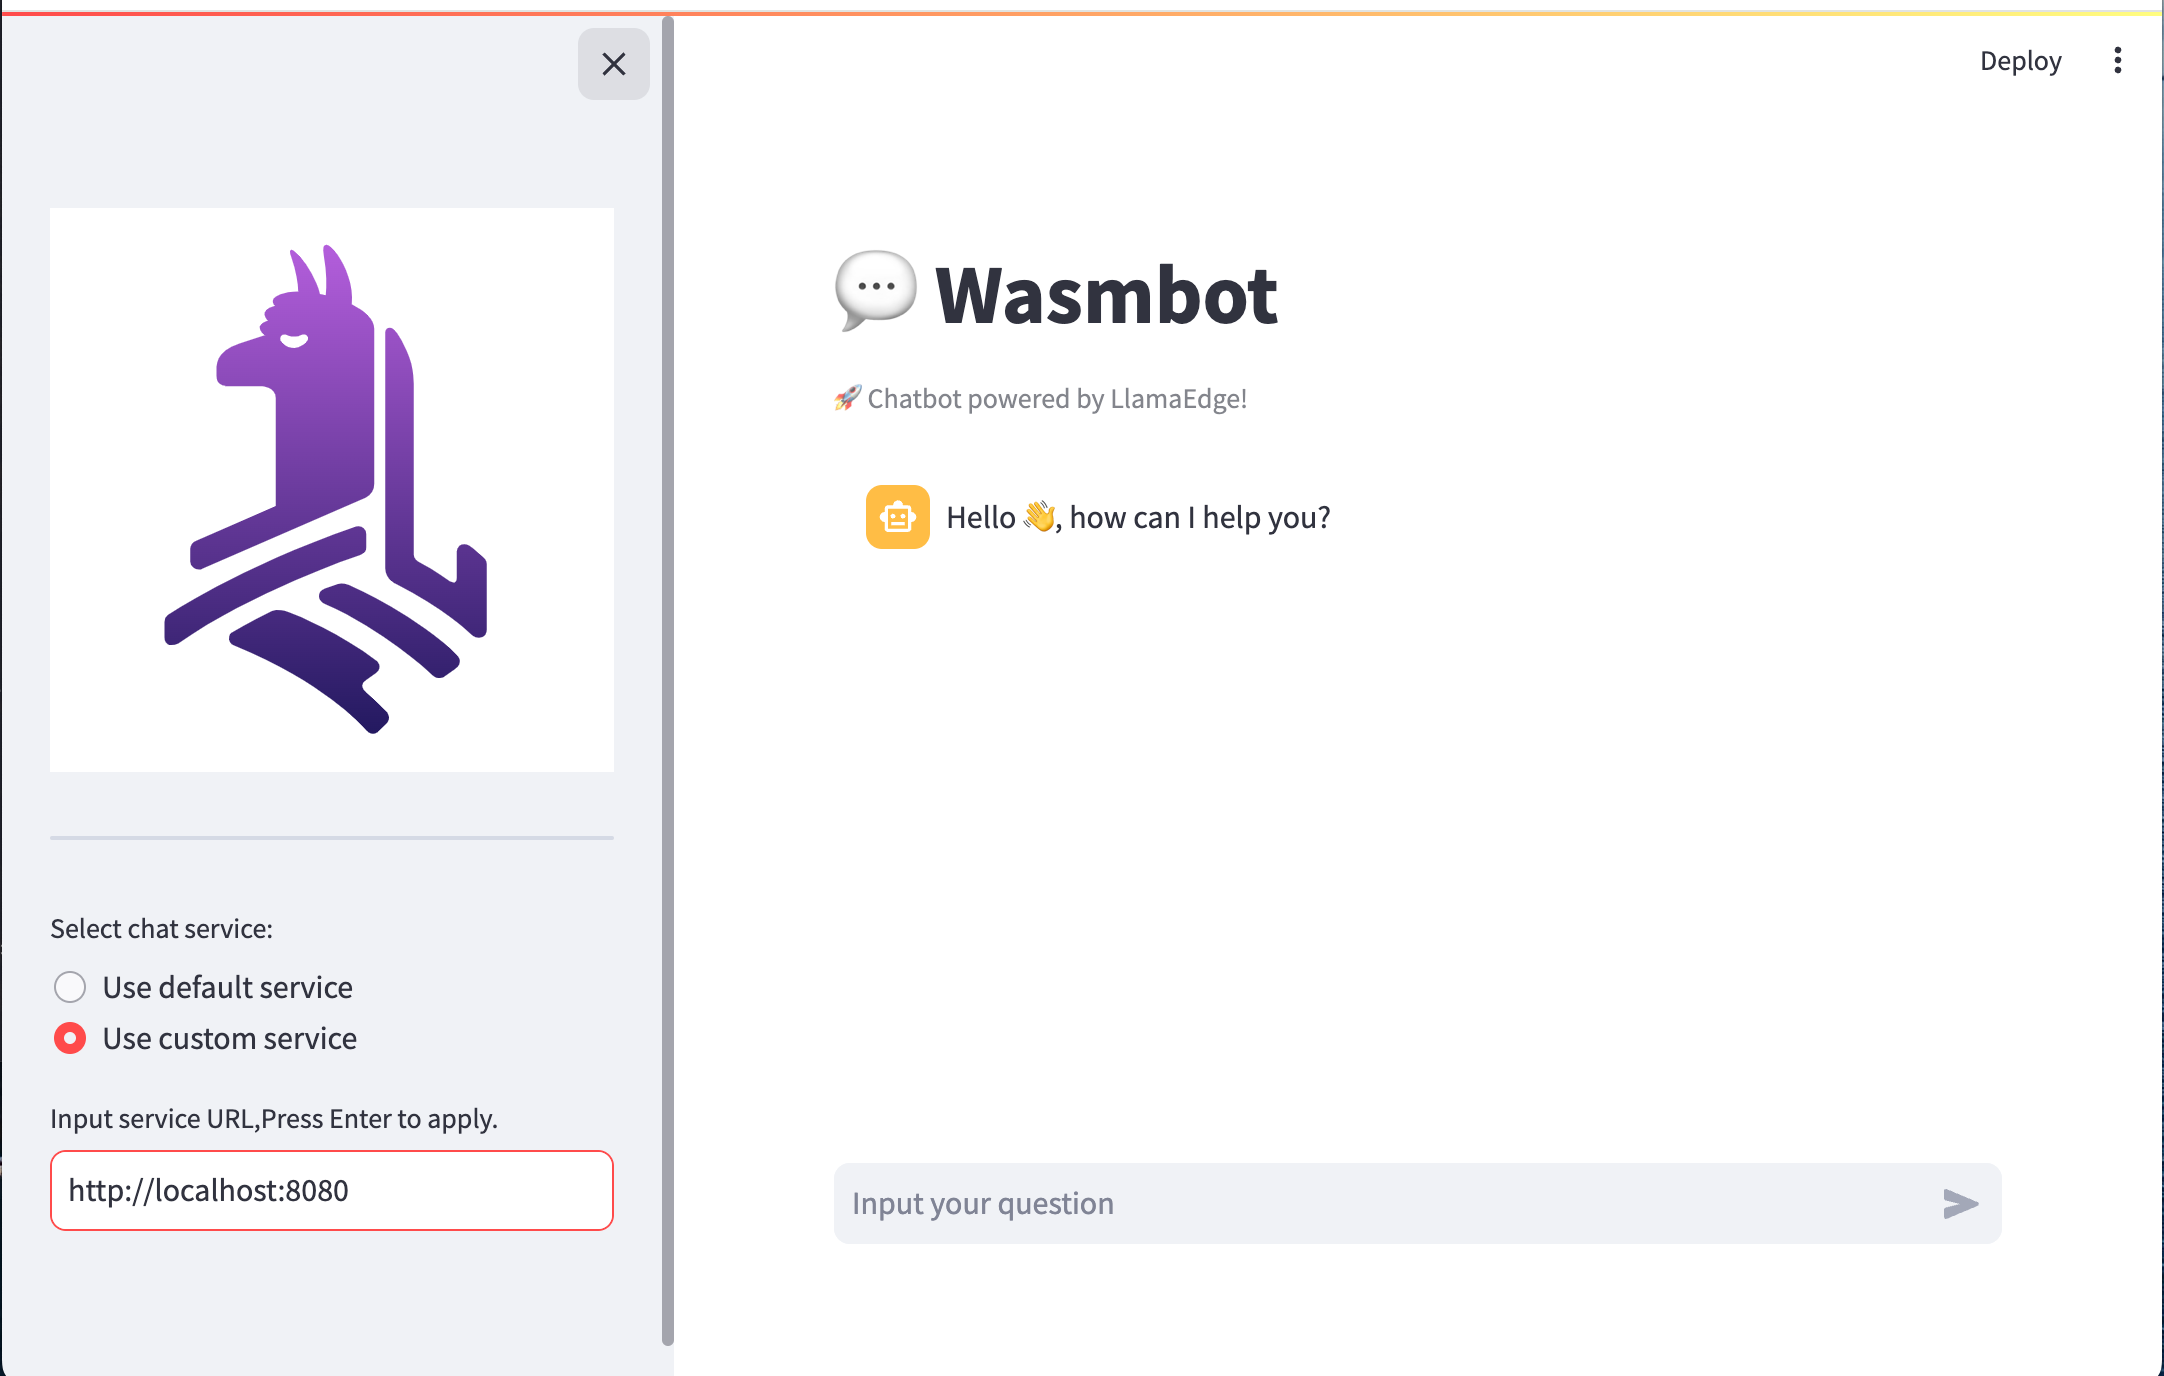 Deploy
Select chat service:
Use default service
Use custom service
Input service URL,Press Enter to apply.
http://localhost:8080
💬 Wasmbot
🚀 Chatbot powered by LlamaEdge!
Hello 👋, how can I help you?
Input your question